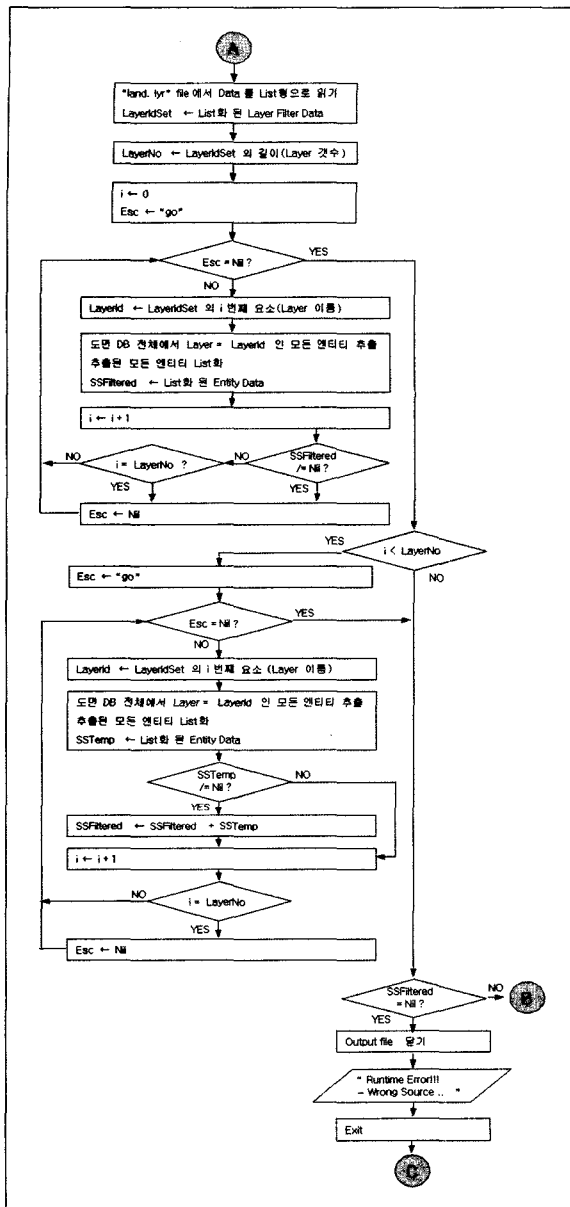 A
"land. lyr" file 에서 Data 를 List 형으로 읽기
LayerIdSet ← List 화 된 Layer Filter Data
LayerNo ← LayerIdSet 의 길이 (Layer 갯수)
i ← 0
Esc ← "go"
Esc = Nil ?
YES
NO
LayerId ← LayerIdSet 의 i 번째 요소 (Layer 이름)
도면 DB 전체에서 Layer = LayerId 인 모든 엔티티 추출
추출된 모든 엔티티 List화
SSFiltered ← List화 된 Entity Data
i ← i + 1
NO
i = LayerNo ?
NO
SSFiltered
/= Nil ?
YES
YES
Esc ← Nil
YES
i < LayerNo
NO
Esc ← "go"
Esc = Nil ?
YES
NO
LayerId ← LayerIdSet 의 i 번째 요소 (Layer 이름)
도면 DB 전체에서 Layer = LayerId 인 모든 엔티티 추출
추출된 모든 엔티티 List화
SSTemp ← List화 된 Entity Data
SSTemp
/= Nil ?
NO
YES
SSFiltered ← SSFiltered + SSTemp
i ← i + 1
NO
i = LayerNo
YES
Esc ← Nil
SSFiltered
= Nil ?
NO
B
YES
Output file 닫기
" Runtime Error!!!
- Wrong Source .. "
Exit
C